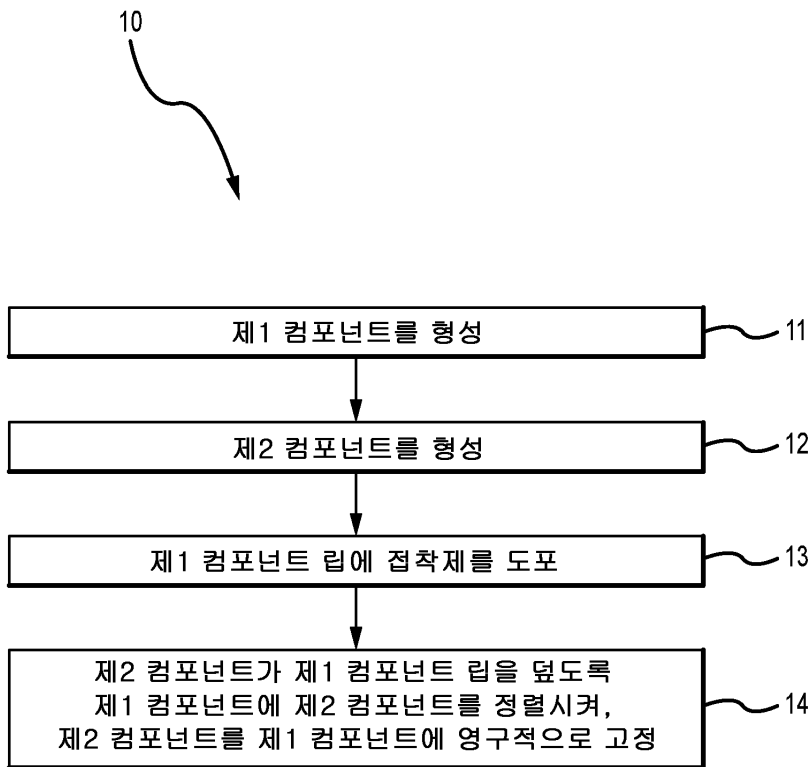 10
제1 컴포넌트를 형성
11
제2 컴포넌트를 형성
12
제1 컴포넌트 립에 접착제를 도포
13
제2 컴포넌트가 제1 컴포넌트 립을 덮도록
제1 컴포넌트에 제2 컴포넌트를 정렬시켜,
제2 컴포넌트를 제1 컴포넌트에 영구적으로 고정
14